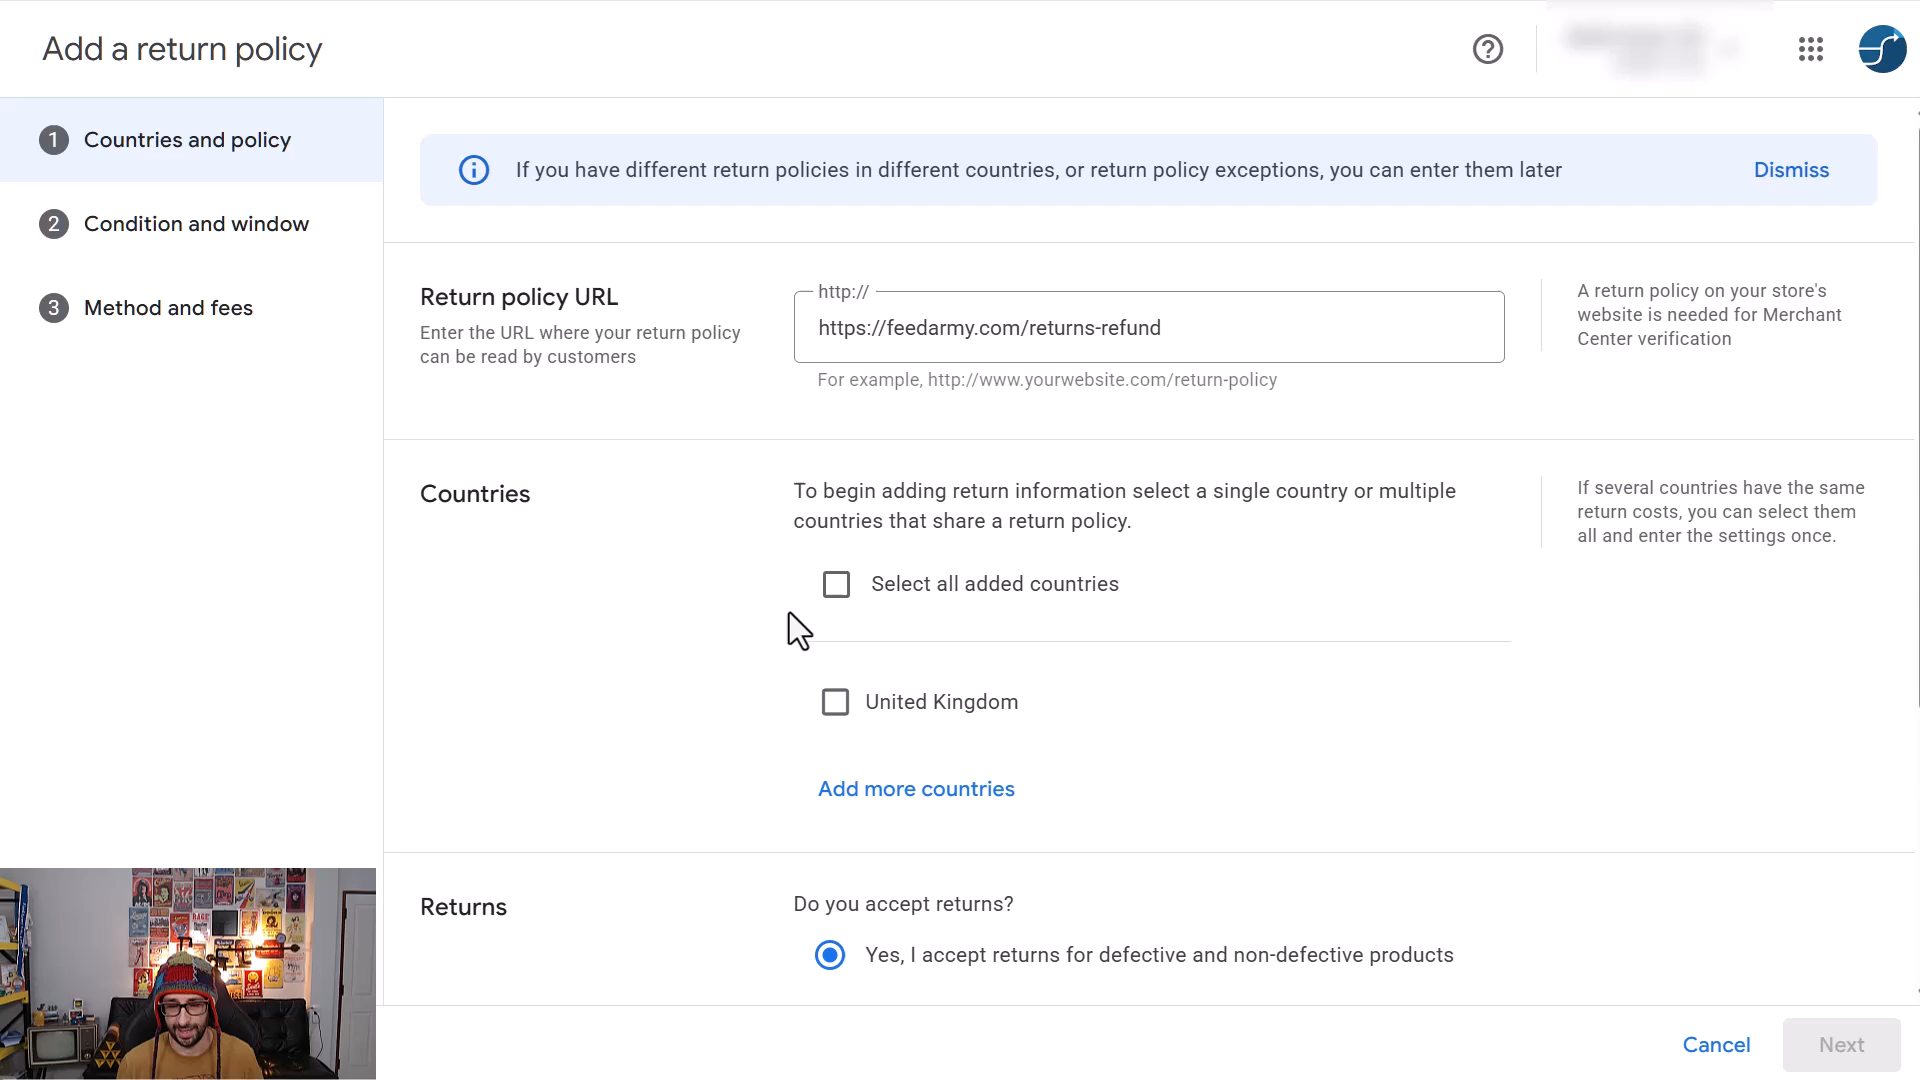 Add a return policy
1 Countries and policy
2 Condition and window
3 Method and fees
If you have different return policies in different countries, or return policy exceptions, you can enter them later
Dismiss
Return policy URL
Enter the URL where your return policy
can be read by customers
http://
https://feedarmy.com/returns-refund
For example, http://www.yourwebsite.com/return-policy
A return policy on your store's
website is needed for Merchant
Center verification
Countries
To begin adding return information select a single country or multiple
countries that share a return policy.
Select all added countries
United Kingdom
Add more countries
If several countries have the same
return costs, you can select them
all and enter the settings once.
Returns
Do you accept returns?
Yes, I accept returns for defective and non-defective products
Cancel
Next